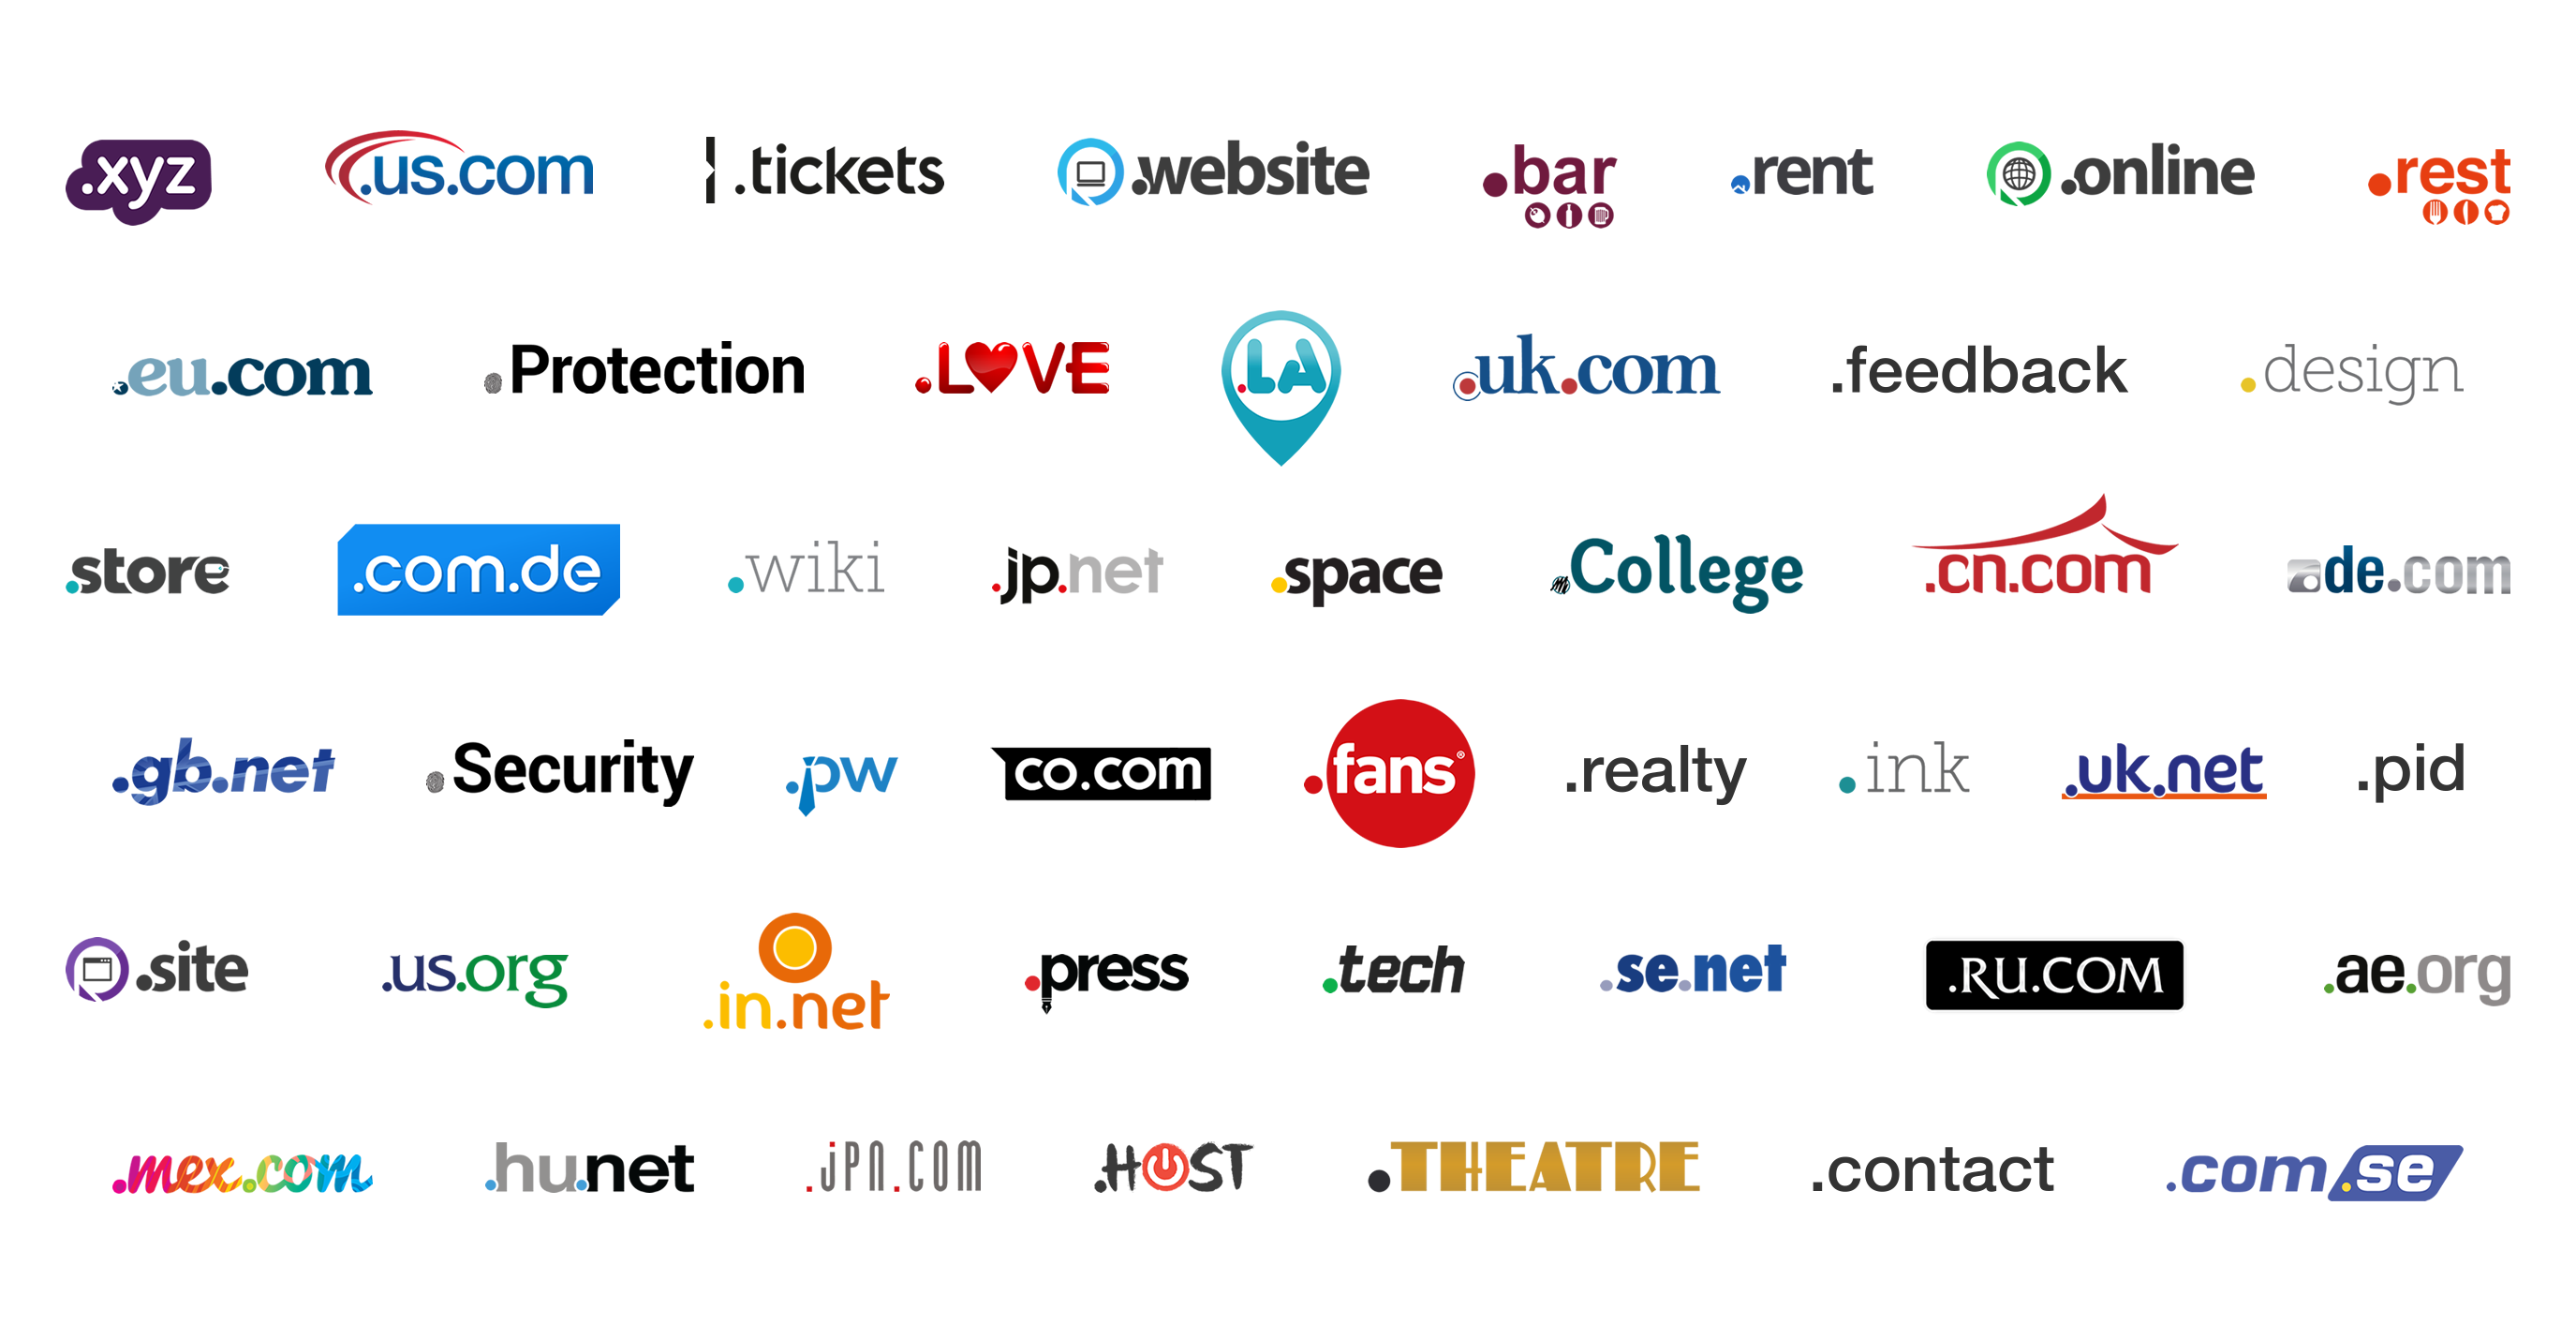 .xyz .us.com .tickets .website .bar .rent .online .rest
.eu.com .Protection .LOVE .LA .uk.com .feedback .design
.store .com.de .wiki .jp.net .space .College .cn.com .de.com
.gb.net .Security .pw co.com .fans® .realty .ink .uk.net .pid
.site .us.org .in.net .press .tech .se.net .RU.COM .ae.org
.mex.com .hu.net .JPN.COM .HOST .THEATRE .contact .com.se